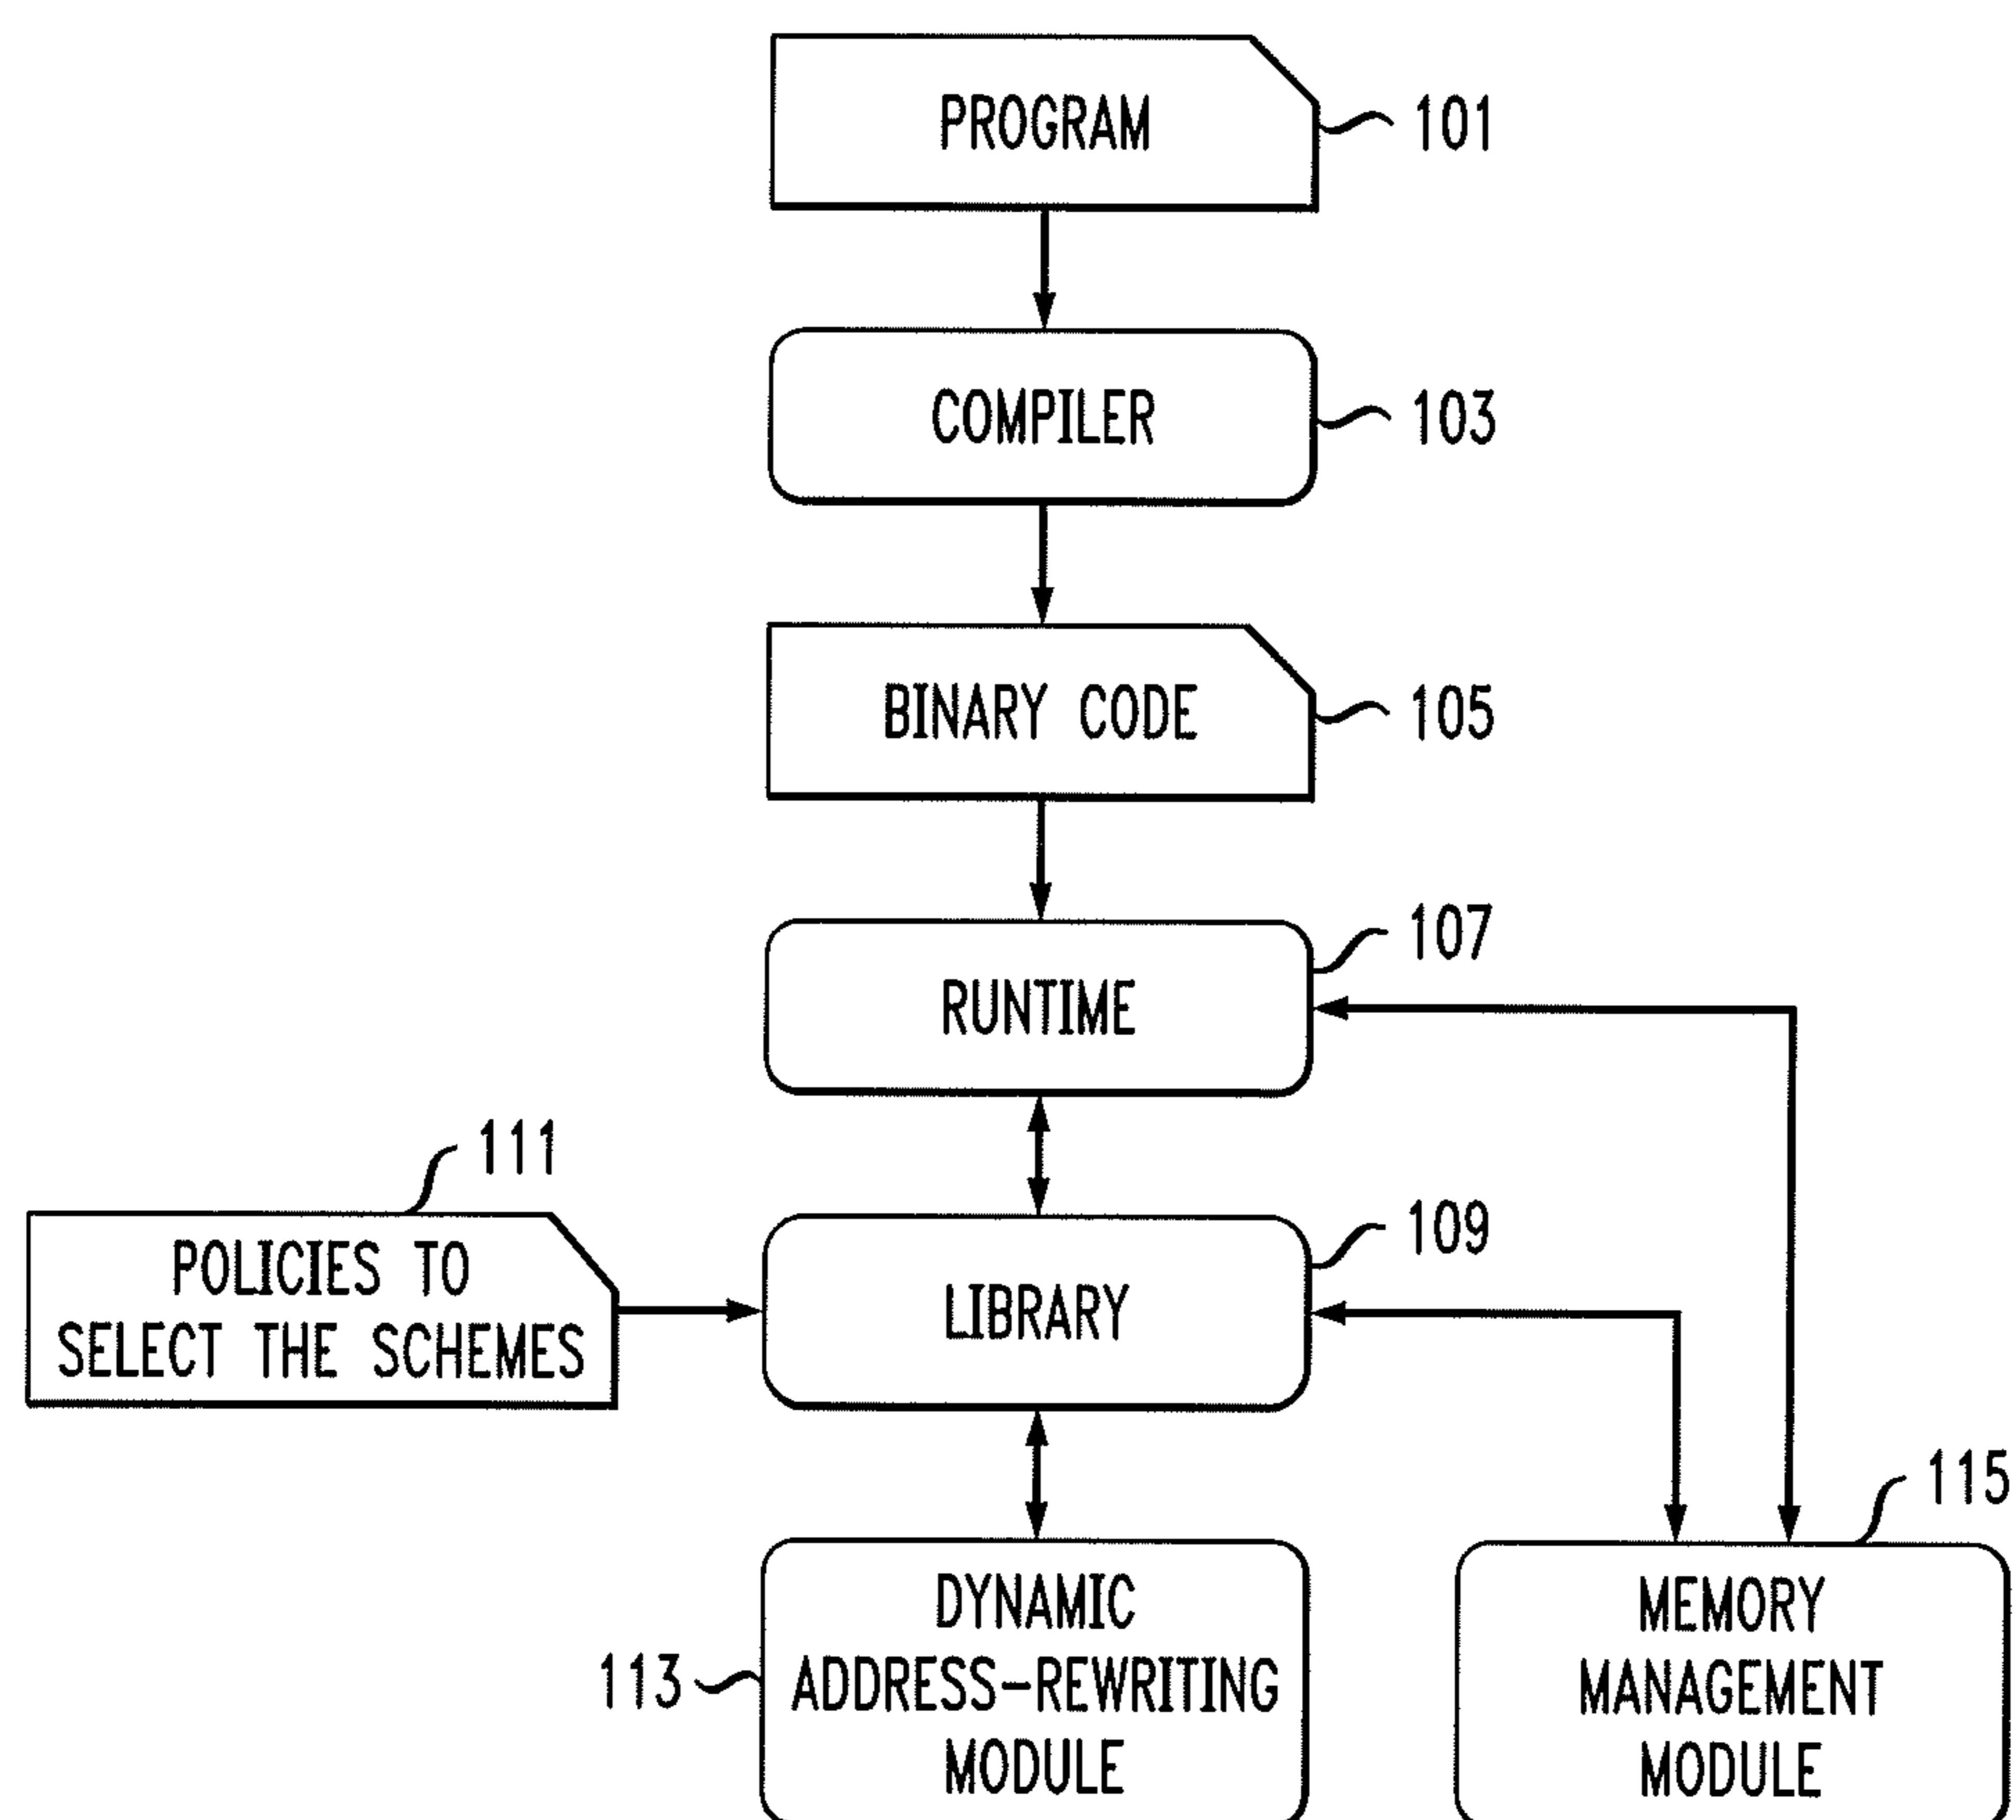 PROGRAM
101
COMPILER
103
BINARY CODE
105
RUNTIME
107
111
POLICIES TO
SELECT THE SCHEMES
LIBRARY
109
113
DYNAMIC
ADDRESS-REWRITING
MODULE
115
MEMORY
MANAGEMENT
MODULE